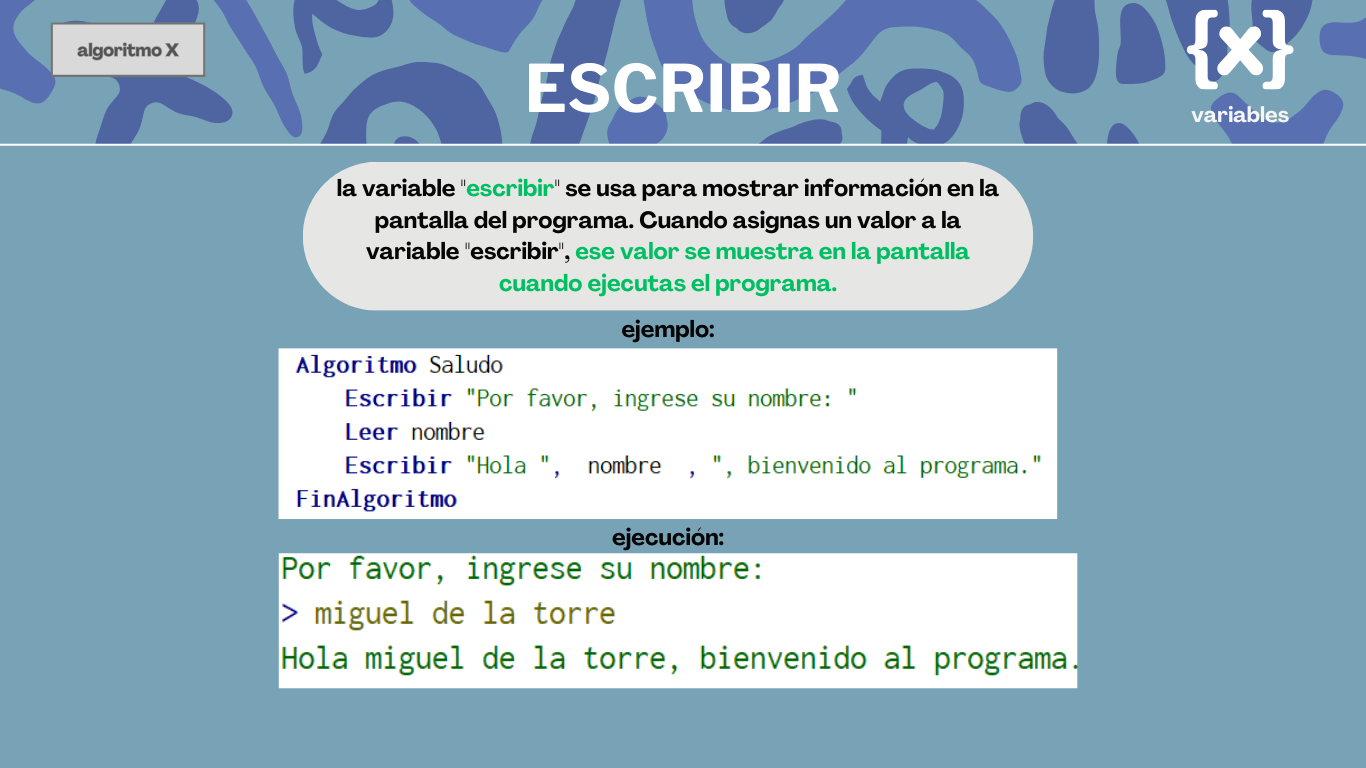 algoritmo X
ESCRIBIR
{x}
variables
la variable "escribir" se usa para mostrar información en la
pantalla del programa. Cuando asignas un valor a la
variable "escribir", ese valor se muestra en la pantalla
cuando ejecutas el programa.
ejemplo:
Algoritmo Saludo
Escribir "Por favor, ingrese su nombre: "
Leer nombre
Escribir "Hola ", nombre , ", bienvenido al programa."
FinAlgoritmo
ejecución:
Por favor, ingrese su nombre:
> miguel de la torre
Hola miguel de la torre, bienvenido al programa.